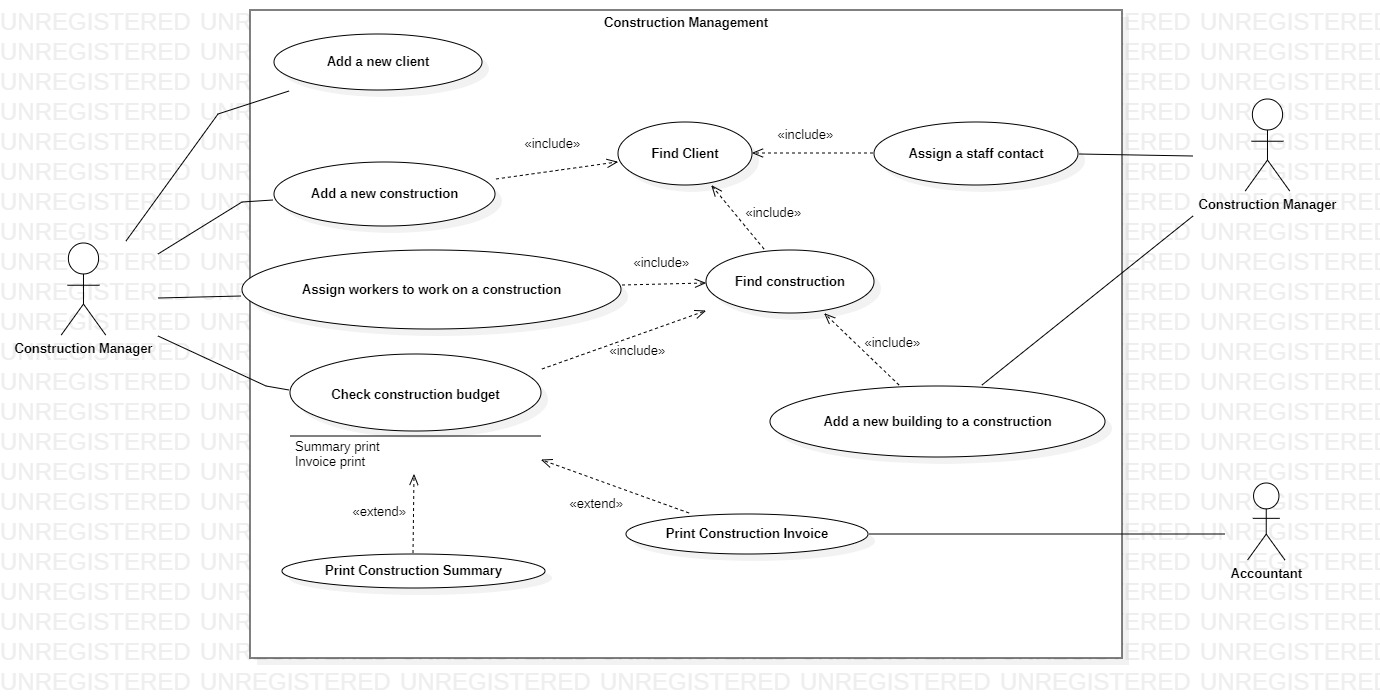 Construction Management
Add a new client
«include»
Find Client
«include»
Assign a staff contact
Add a new construction
Construction Manager
«include»
«include»
Find construction
Assign workers to work on a construction
Construction Manager
«include»
«include»
Check construction budget
Add a new building to a construction
Summary print
Invoice print
«extend»
«extend»
Print Construction Invoice
Print Construction Summary
Accountant
UNREGISTERED UNREGISTERED UNREGISTERED UNREGISTERED UNREGISTERED UNREGISTERED UNREGISTERED